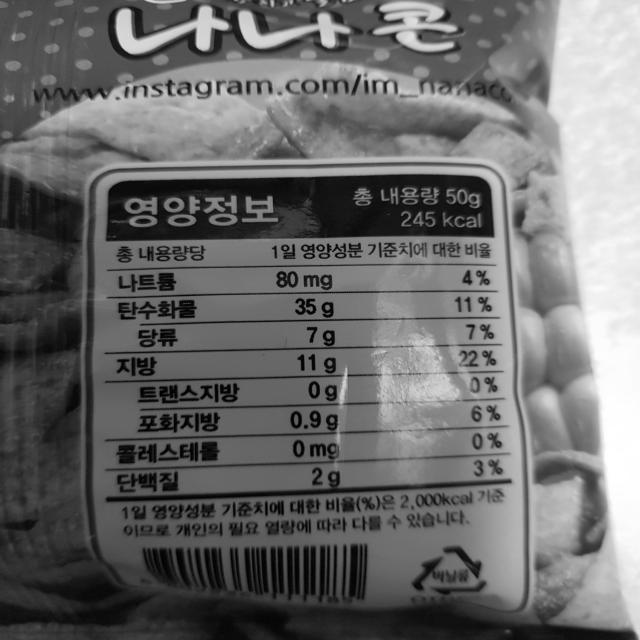 나나콘
www.instagram.com/im_nanaco
영양정보
총 내용량 50g
245 kcal
총 내용량당 1일 영양성분 기준치에 대한 비율
나트륨 80 mg 4 %
탄수화물 35 g 11 %
당류 7 g 7 %
지방 11 g 22 %
트랜스지방 0 g 0 %
포화지방 0.9 g 6 %
콜레스테롤 0 mg 0 %
단백질 2 g 3 %
1일 영양성분 기준치에 대한 비율(%)은 2,000kcal 기준
이므로 개인의 필요 열량에 따라 다를 수 있습니다.
비닐류